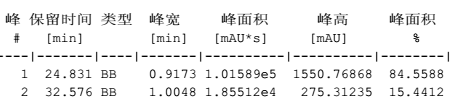 峰 保留时间 类型 峰宽 峰面积 峰高 峰面积
# [min] [min] [mAU*s] [mAU] %
----|-------|----|-------|----------|----------|--------|
1 24.831 BB 0.9173 1.01589e5 1550.76868 84.5588
2 32.576 BB 1.0048 1.85512e4 275.31235 15.4412